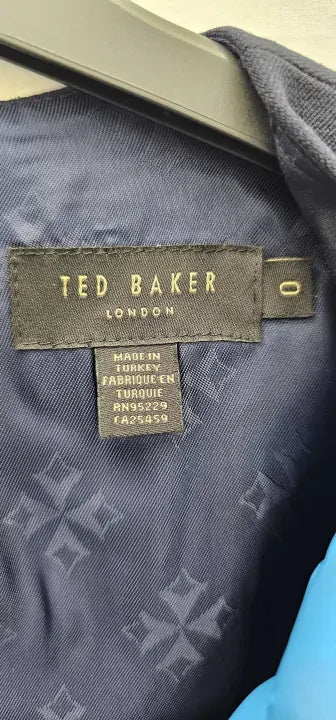 TED BAKER
LONDON
0
MADE IN
TURKEY
FABRIQUE EN
TURQUIE
RN95229
CA25459